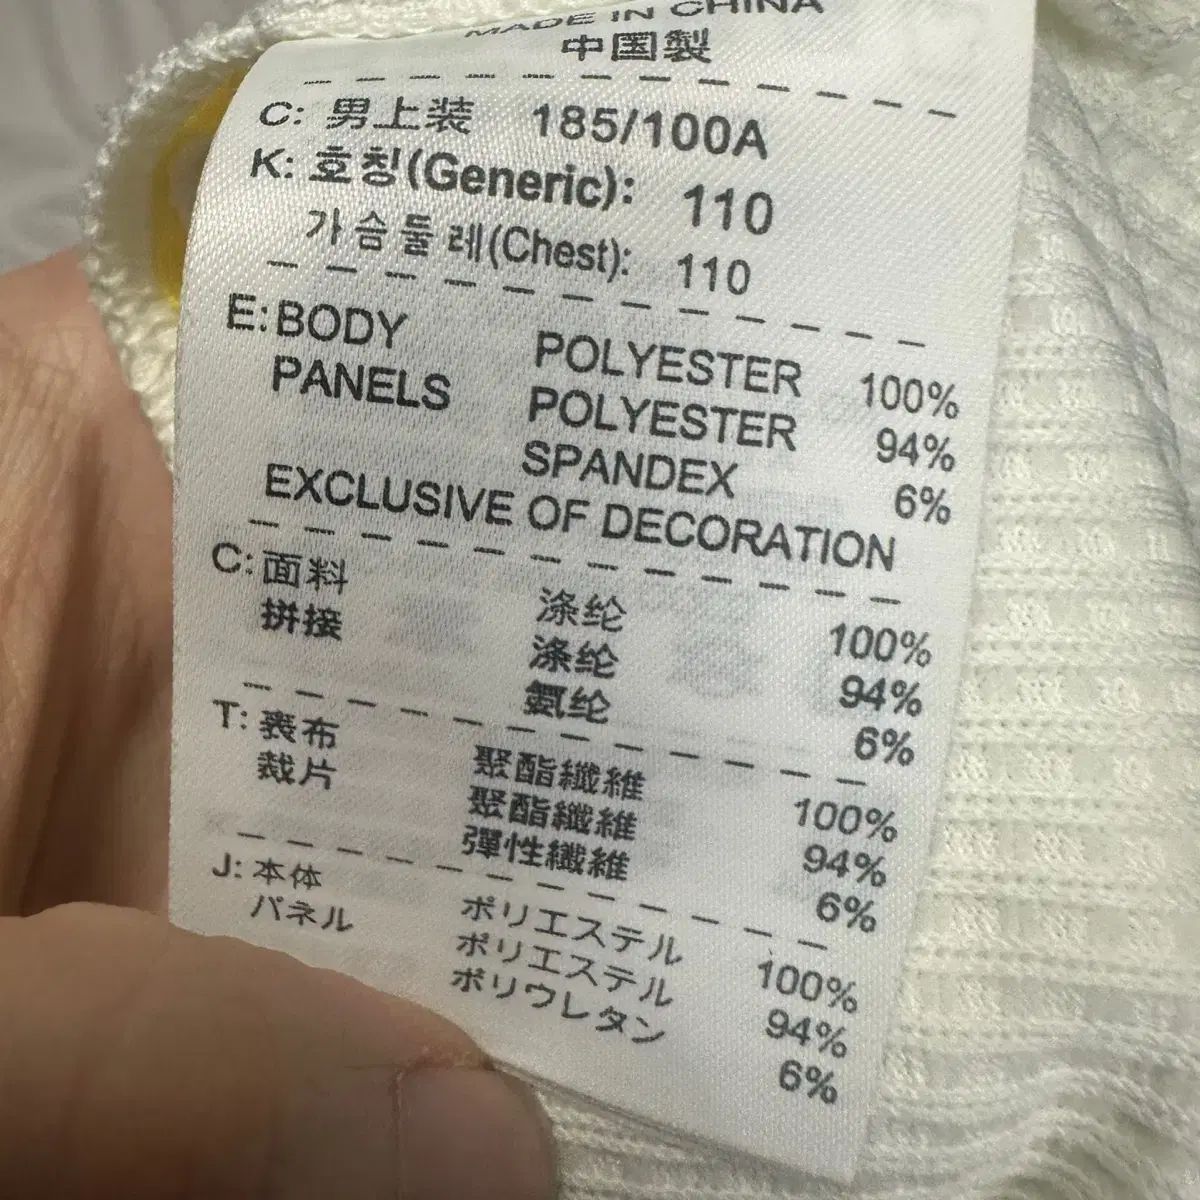 MADE IN CHINA
中国製
C: 男上装 185/100A
K: 호칭(Generic): 110
가슴둘레(Chest): 110
E: BODY POLYESTER 100%
PANELS POLYESTER 94%
SPANDEX 6%
EXCLUSIVE OF DECORATION
C: 面料 涤纶 100%
拼接 涤纶 94%
氨纶 6%
T: 表布 聚酯纖維 100%
裁片 聚酯纖維 94%
彈性纖維 6%
J: 本体 ポリエステル 100%
パネル ポリエステル 94%
ポリウレタン 6%